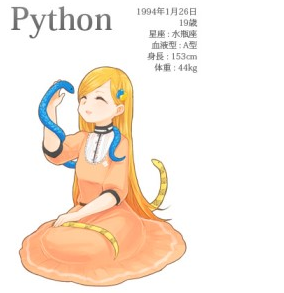 Python
1994年1月26日
19歳
星座 : 水瓶座
血液型 : A型
身長 : 153cm
体重 : 44kg